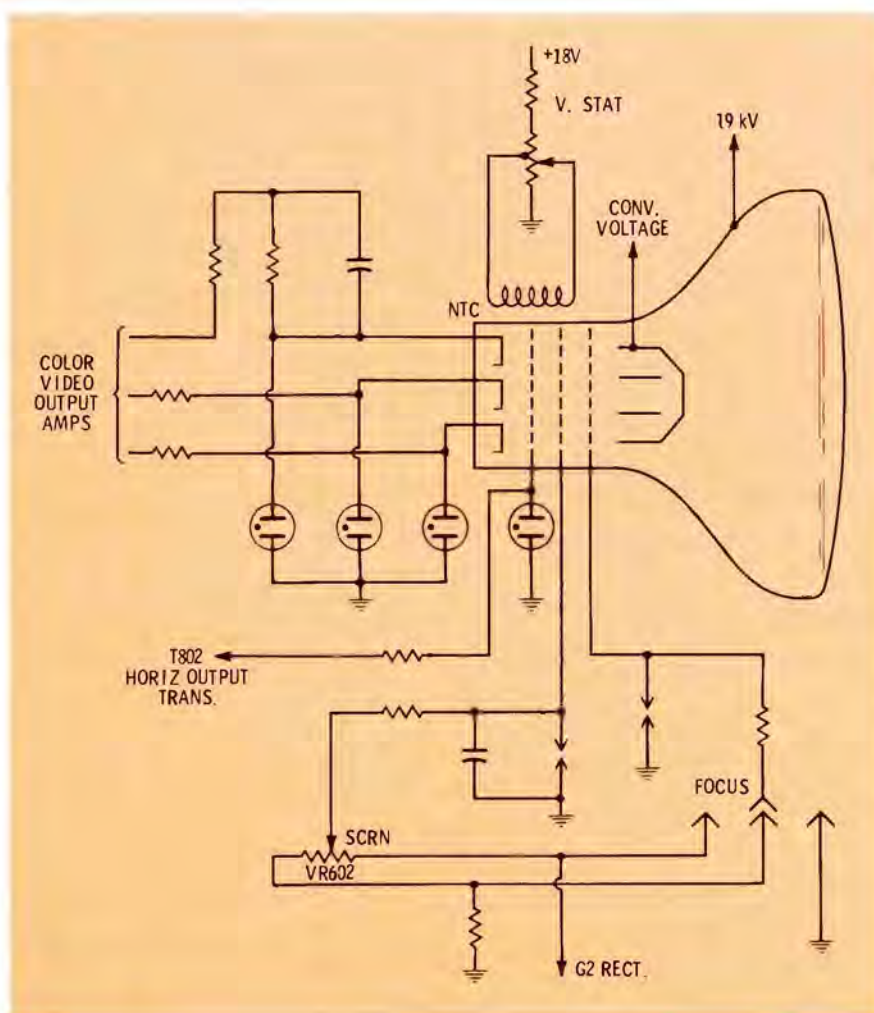 +18V
V. STAT
19 kV
CONV.
VOLTAGE
NTC
COLOR
VIDEO
OUTPUT
AMPS
T802
HORIZ OUTPUT
TRANS.
FOCUS
SCRN
VR602
G2 RECT.